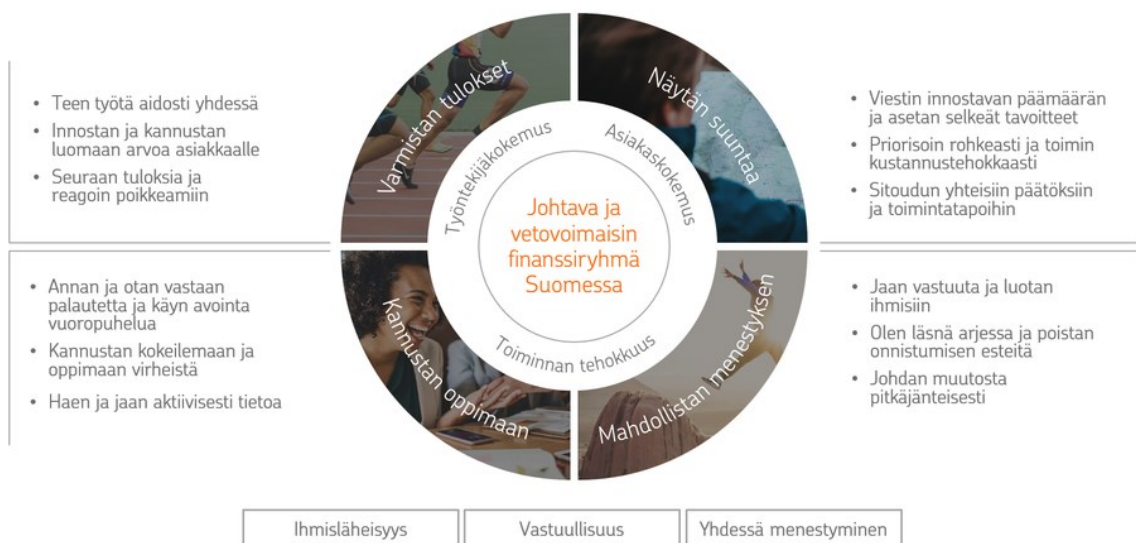 • Teen työtä aidosti yhdessä
• Innostan ja kannustan
luomaan arvoa asiakkaalle
• Seuraan tuloksia ja
reagoin poikkeamiin
Varmistan tulokset
Näytän suuntaa
• Viestin innostavan päämäärän
ja asetan selkeät tavoitteet
• Priorisoin rohkeasti ja toimin
kustannustehokkaasti
• Sitoudun yhteisiin päätöksiin
ja toimintatapoihin
Työntekijäkokemus
Asiakaskokemus
Johtava ja
vetovoimaisin
finanssiryhmä
Suomessa
Toiminnan tehokkuus
• Annan ja otan vastaan
palautetta ja käyn avointa
vuoropuhelua
• Kannustan kokeilemaan ja
oppimaan virheistä
• Haen ja jaan aktiivisesti tietoa
Kannustan oppimaan
Mahdollistan menestyksen
• Jaan vastuuta ja luotan
ihmisiin
• Olen läsnä arjessa ja poistan
onnistumisen esteitä
• Johdan muutosta
pitkäjänteisesti
Ihmisläheisyys
Vastuullisuus
Yhdessä menestyminen